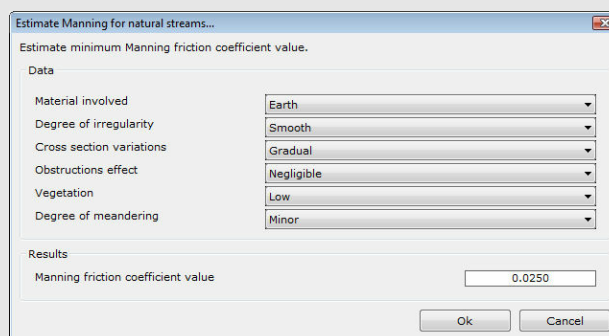 Estimate Manning for natural streams...
Estimate minimum Manning friction coefficient value.
Data
Material involved Earth
Degree of irregularity Smooth
Cross section variations Gradual
Obstructions effect Negligible
Vegetation Low
Degree of meandering Minor
Results
Manning friction coefficient value 0.0250
Ok Cancel